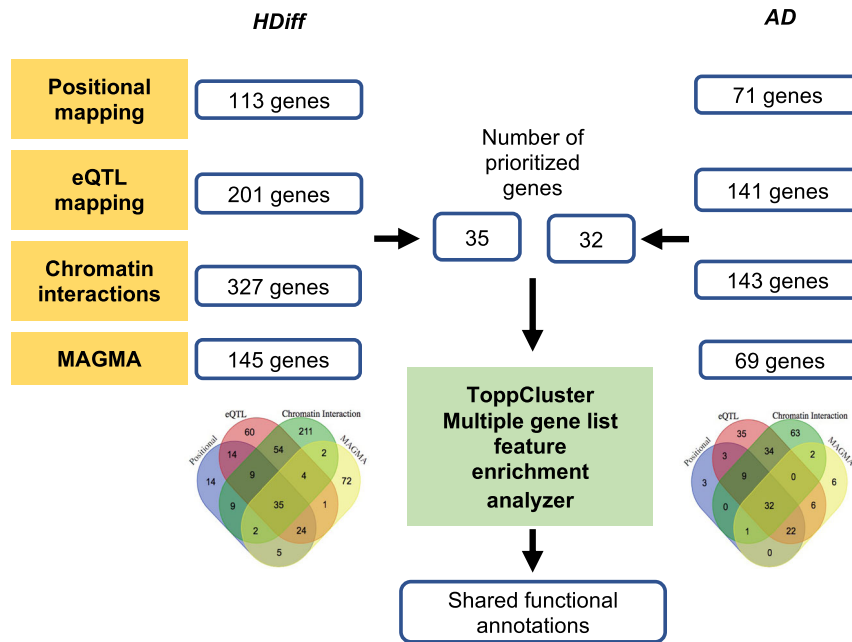 HDiff
AD
Positional
mapping
113 genes
71 genes
Number of
prioritized
genes
eQTL
mapping
201 genes
141 genes
35
32
Chromatin
interactions
327 genes
143 genes
MAGMA
145 genes
69 genes
ToppCluster
Multiple gene list
feature
enrichment
analyzer
Shared functional
annotations
Positional
eQTL
Chromatin Interaction
MAGMA
60
211
14
54
2
14
9
4
72
9
35
1
2
24
5
Positional
eQTL
Chromatin Interaction
MAGMA
35
63
3
34
2
3
9
0
6
0
32
6
1
22
0